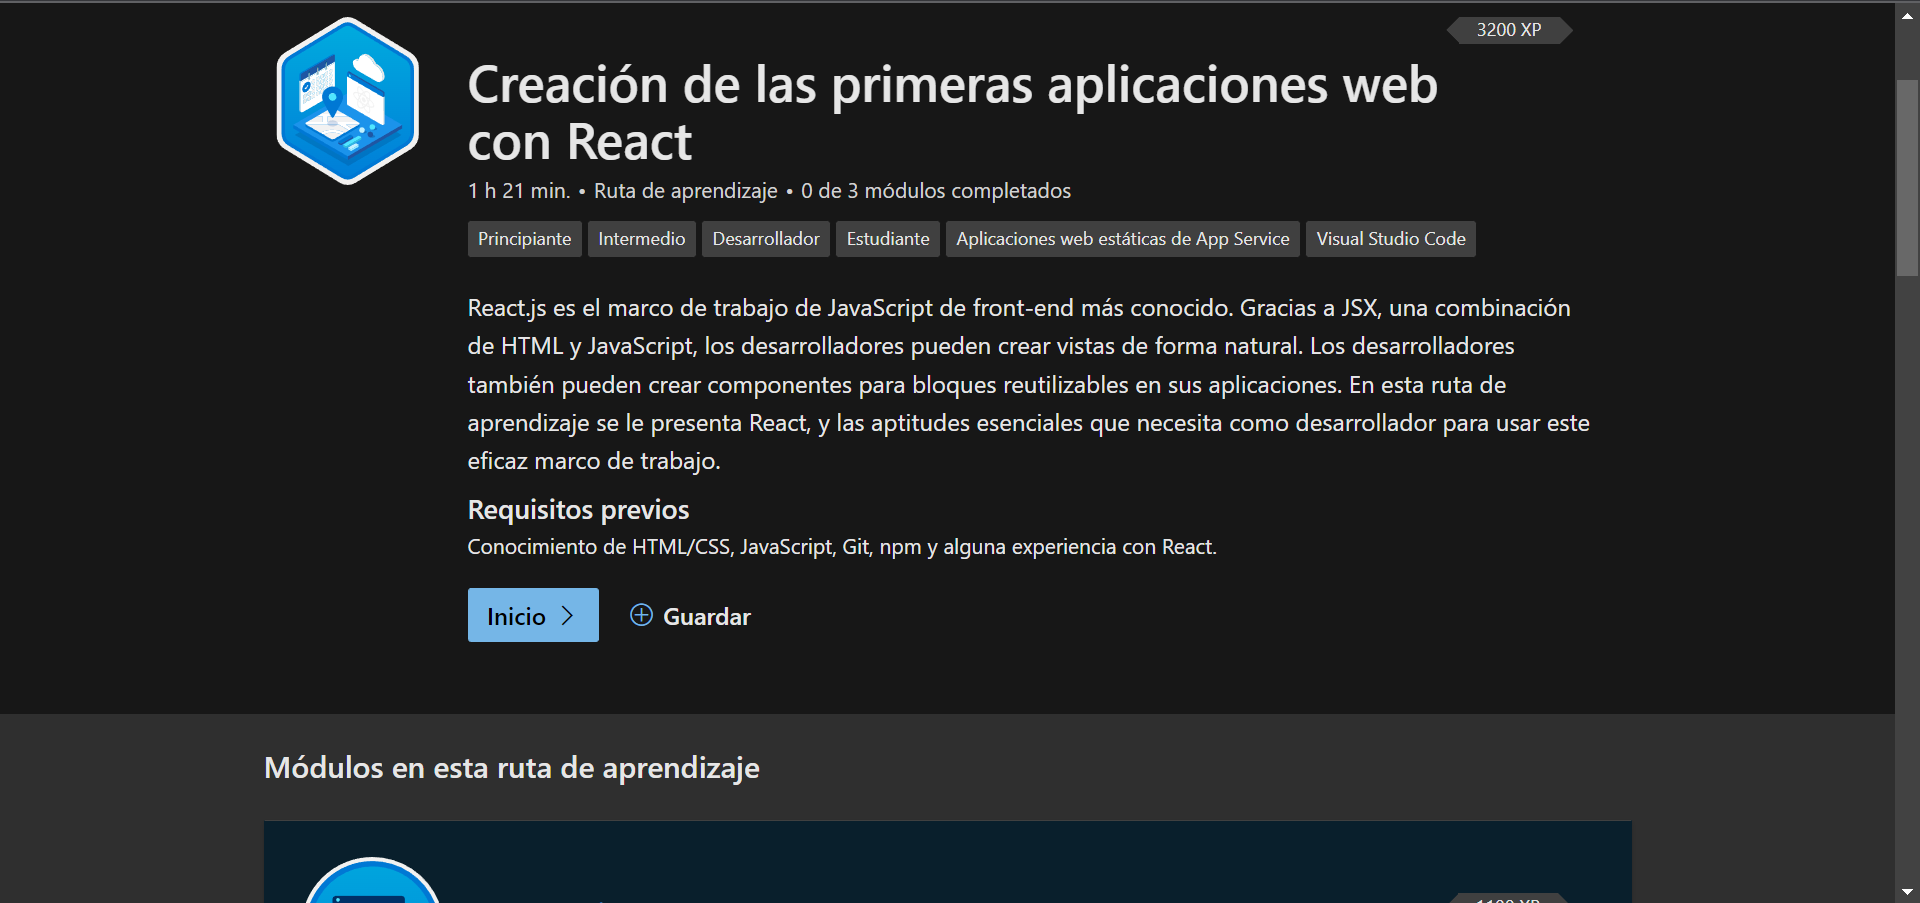 3200 XP
Creación de las primeras aplicaciones web
con React
1 h 21 min. • Ruta de aprendizaje • 0 de 3 módulos completados
Principiante Intermedio Desarrollador Estudiante Aplicaciones web estáticas de App Service Visual Studio Code
React.js es el marco de trabajo de JavaScript de front-end más conocido. Gracias a JSX, una combinación
de HTML y JavaScript, los desarrolladores pueden crear vistas de forma natural. Los desarrolladores
también pueden crear componentes para bloques reutilizables en sus aplicaciones. En esta ruta de
aprendizaje se le presenta React, y las aptitudes esenciales que necesita como desarrollador para usar este
eficaz marco de trabajo.
Requisitos previos
Conocimiento de HTML/CSS, JavaScript, Git, npm y alguna experiencia con React.
Inicio Guardar
Módulos en esta ruta de aprendizaje